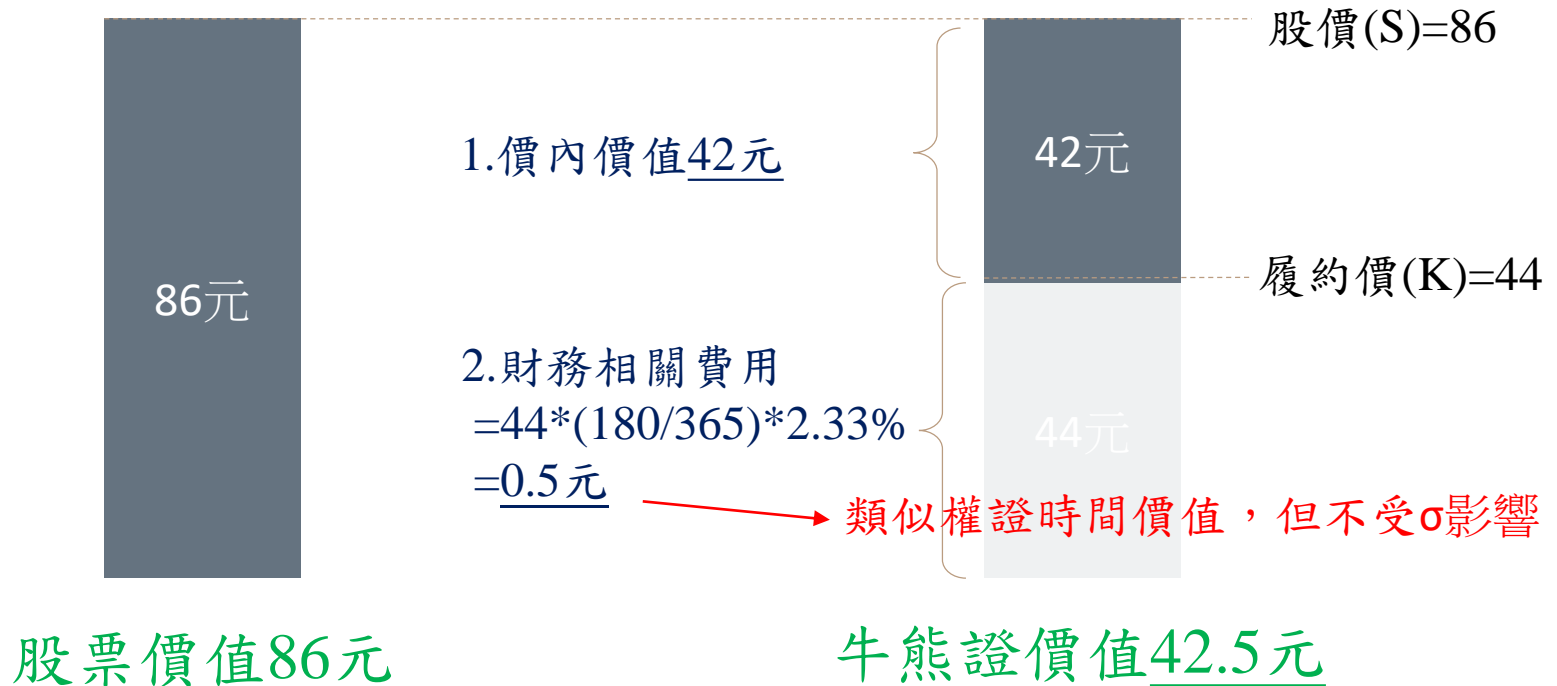 股價(S)=86
1.價內價值42元
42元
履約價(K)=44
86元
2.財務相關費用
=44*(180/365)*2.33%
=0.5元
44元
類似權證時間價值，但不受σ影響
股票價值86元
牛熊證價值42.5元